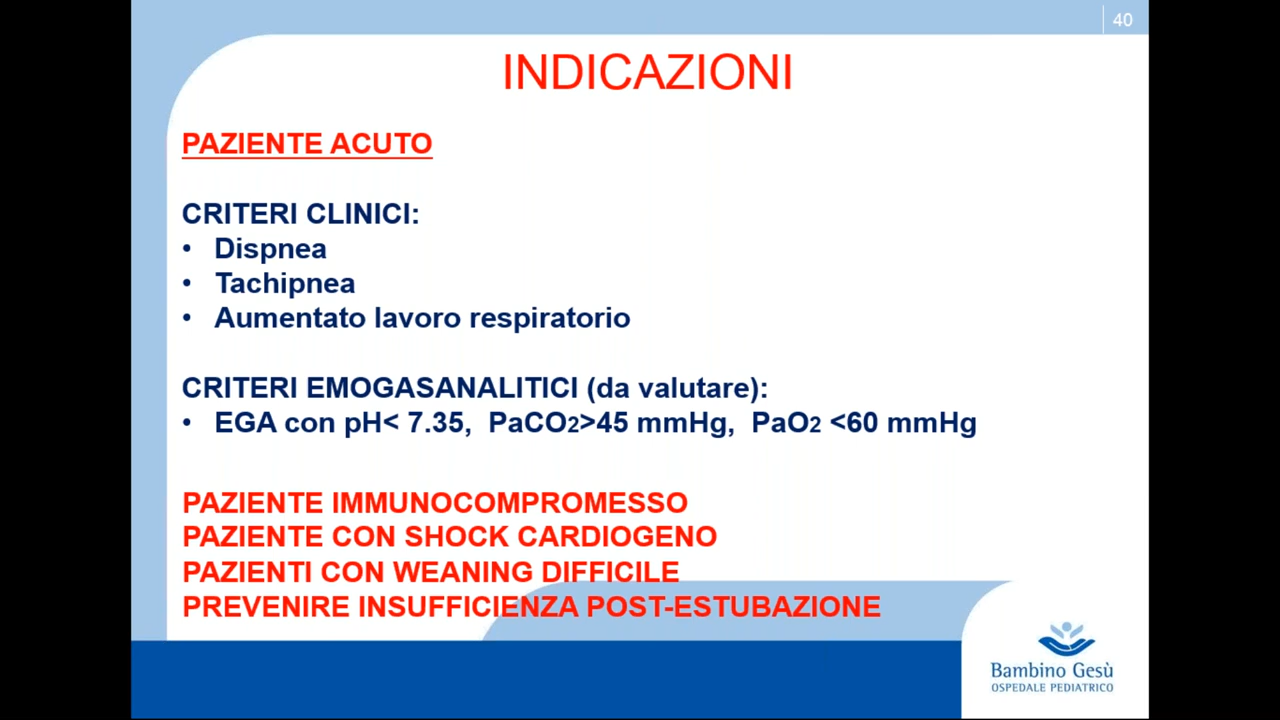 40
INDICAZIONI
PAZIENTE ACUTO
CRITERI CLINICI:
• Dispnea
• Tachipnea
• Aumentato lavoro respiratorio
CRITERI EMOGASANALITICI (da valutare):
• EGA con pH< 7.35, PaCO2>45 mmHg, PaO2 <60 mmHg
PAZIENTE IMMUNOCOMPROMESSO
PAZIENTE CON SHOCK CARDIOGENO
PAZIENTI CON WEANING DIFFICILE
PREVENIRE INSUFFICIENZA POST-ESTUBAZIONE
Bambino Gesù
OSPEDALE PEDIATRICO